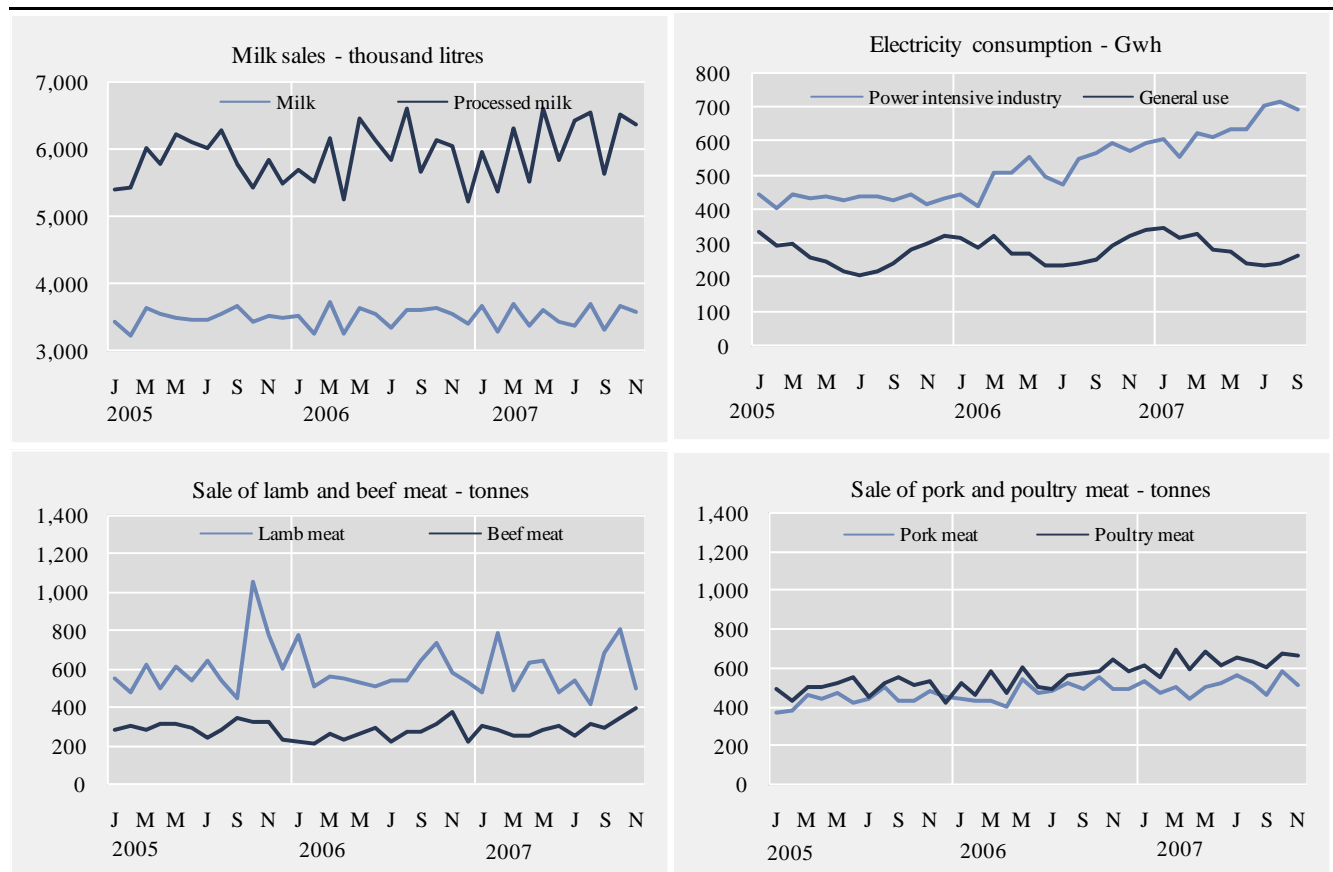 Milk sales - thousand litres
7,000
Milk
Processed milk
6,000
5,000
4,000
3,000
J M M J S N J M M J S N J M M J S N
2005 2006 2007
Electricity consumption - Gwh
800
Power intensive industry
General use
700
600
500
400
300
200
100
0
J M M J S N J M M J S N J M M J S
2005 2006 2007
Sale of lamb and beef meat - tonnes
1,400
Lamb meat
Beef meat
1,200
1,000
800
600
400
200
0
J M M J S N J M M J S N J M M J S N
2005 2006 2007
Sale of pork and poultry meat - tonnes
1,400
Pork meat
Poultry meat
1,200
1,000
800
600
400
200
0
J M M J S N J M M J S N J M M J S N
2005 2006 2007